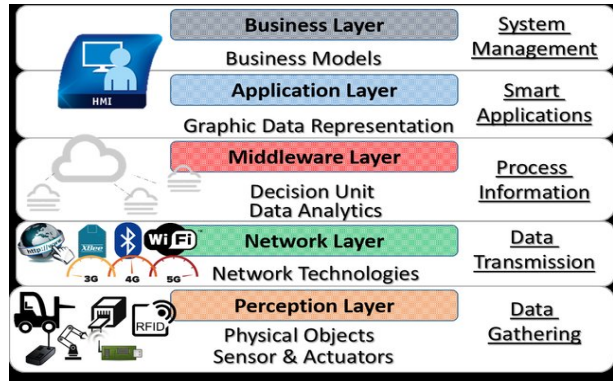 Business Layer
Business Models
System
Management
HMI
Application Layer
Graphic Data Representation
Smart
Applications
Middleware Layer
Decision Unit
Data Analytics
Process
Information
http://www
XBee
WiFi
3G
4G
5G
Network Layer
Network Technologies
Data
Transmission
RFID
Perception Layer
Physical Objects
Sensor & Actuators
Data
Gathering